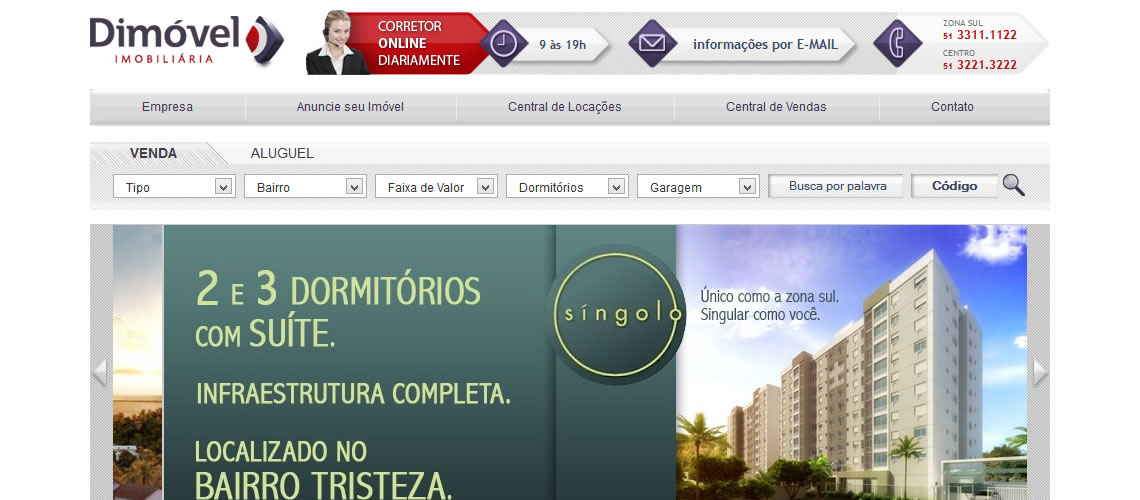 Dimóvel
IMOBILIÁRIA
CORRETOR
ONLINE
DIARIAMENTE
9 às 19h
informações por E-MAIL
ZONA SUL
51 3311.1122
CENTRO
51 3221.3222
Empresa
Anuncie seu Imóvel
Central de Locações
Central de Vendas
Contato
VENDA
ALUGUEL
Tipo
Bairro
Faixa de Valor
Dormitórios
Garagem
Busca por palavra
Código
2 E 3 DORMITÓRIOS
COM SUÍTE.
INFRAESTRUTURA COMPLETA.
LOCALIZADO NO
BAIRRO TRISTEZA.
síngolo
Único como a zona sul.
Singular como você.